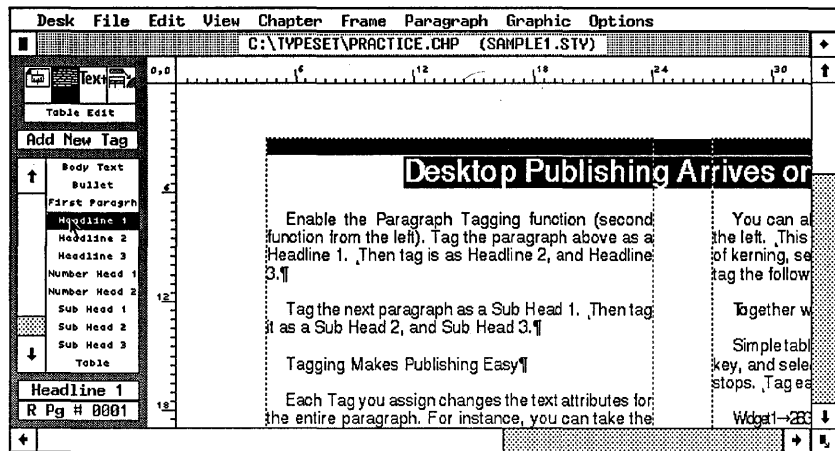 Desk File Edit View Chapter Frame Paragraph Graphic Options
C:\TYPESET\PRACTICE.CHP (SAMPLE1.STY)
0,0
6 12 18 24 30
Text
Table Edit
Add New Tag
Body Text
Bullet
First Paragrh
Headline 1
Headline 2
Headline 3
Number Head 1
Number Head 2
Sub Head 1
Sub Head 2
Sub Head 3
Table
Headline 1
R Pg # 0001
6
12
18
Desktop Publishing Arrives or
Enable the Paragraph Tagging function (second
function from the left). Tag the paragraph above as a
Headline 1. Then tag is as Headline 2, and Headline
3.¶
Tag the next paragraph as a Sub Head 1. Then tag
it as a Sub Head 2, and Sub Head 3.¶
Tagging Makes Publishing Easy¶
Each Tag you assign changes the text attributes for
the entire paragraph. For instance, you can take the
You can al
the left. This
of kerning, se
tag the follow
Together w
Simple tabl
key, and sele
stops. Tag ea
Widget1→263